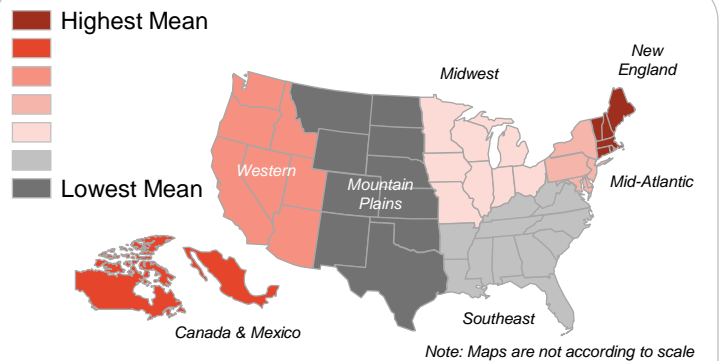 Highest Mean
New
England
Midwest
Western
Mountain
Plains
Mid-Atlantic
Lowest Mean
Southeast
Canada & Mexico
Note: Maps are not according to scale